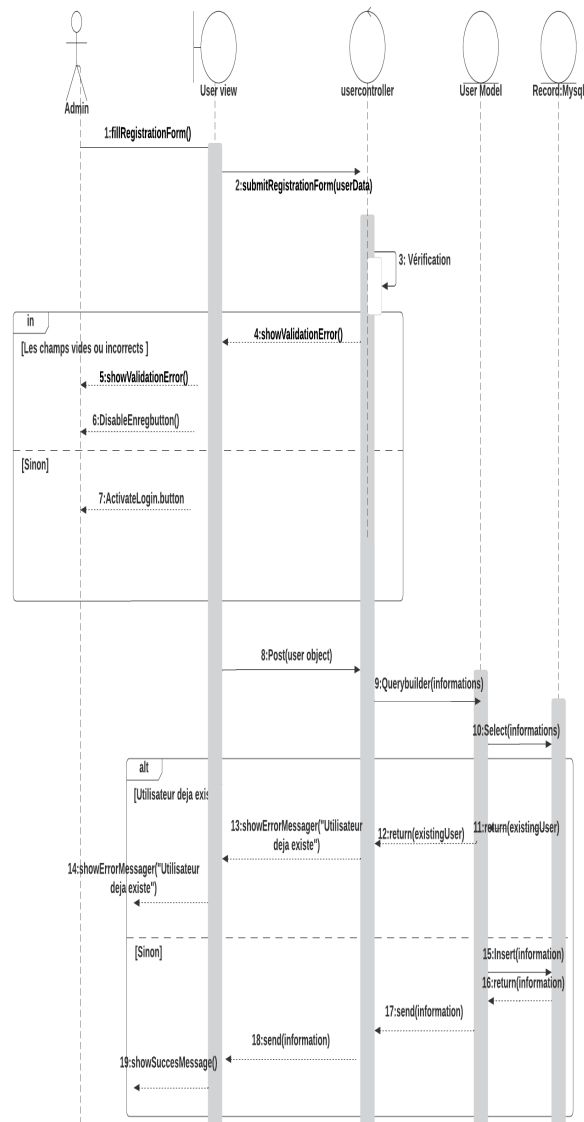 Admin
User view
usercontroller
User Model
Record:Mysql
1:fillRegistrationForm()
2:submitRegistrationForm(userData)
3: Vérification
in
4:showValidationError()
[Les champs vides ou incorrects ]
5:showValidationError()
6:DisableEnregbutton()
[Sinon]
7:ActivateLogin.button
8:Post(user object)
9:Querybuilder(informations)
10:Select(informations)
alt
[Utilisateur deja exis
13:showErrorMessager("Utilisateur
deja existe")
12:return(existingUser)
11:return(existingUser)
14:showErrorMessager("Utilisateur
deja existe")
[Sinon]
15:Insert(information)
16:return(information)
17:send(information)
18:send(information)
19:showSuccesMessage()